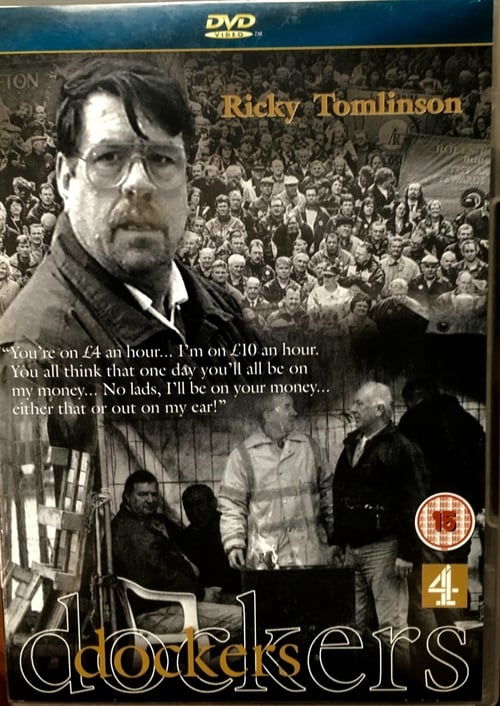 DVD
VIDEO
TM
TON
Ricky Tomlinson
"You're on £4 an hour... I'm on £10 an hour.
You all think that one day you'll all be on
my money... No lads, I'll be on your money...
either that or out on my ear!"
15
4
dockers
dockers